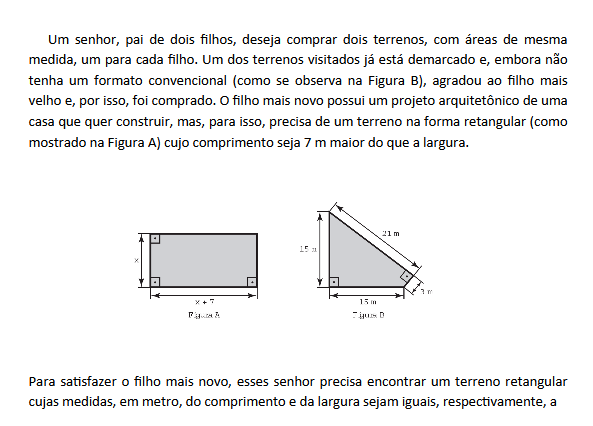 Um senhor, pai de dois filhos, deseja comprar dois terrenos, com áreas de mesma
medida, um para cada filho. Um dos terrenos visitados já está demarcado e, embora não
tenha um formato convencional (como se observa na Figura B), agradou ao filho mais
velho e, por isso, foi comprado. O filho mais novo possui um projeto arquitetônico de uma
casa que quer construir, mas, para isso, precisa de um terreno na forma retangular (como
mostrado na Figura A) cujo comprimento seja 7 m maior do que a largura.
21 m
15 m
x
3 m
x + 7
15 m
Figura A
Figura B
Para satisfazer o filho mais novo, esses senhor precisa encontrar um terreno retangular
cujas medidas, em metro, do comprimento e da largura sejam iguais, respectivamente, a